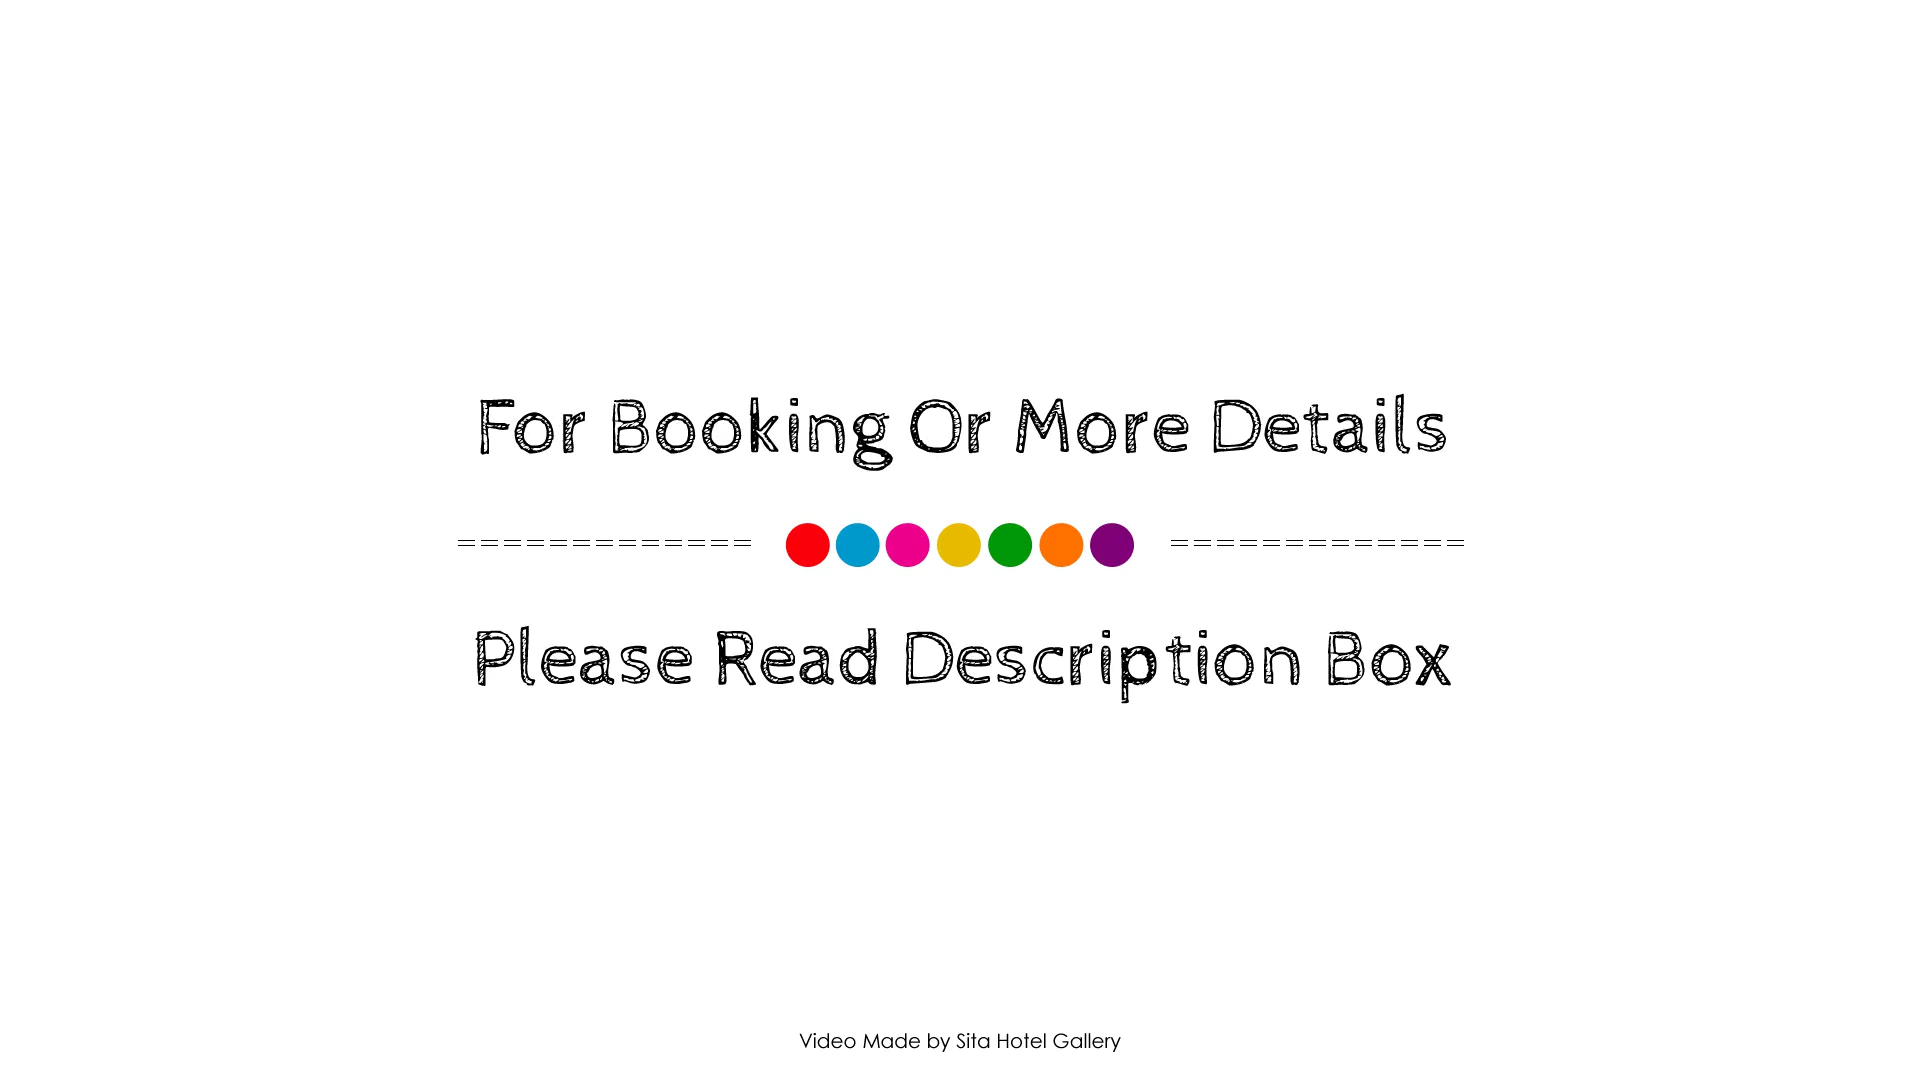 For Booking Or More Details
============= =============
Please Read Description Box
Video Made by Sita Hotel Gallery